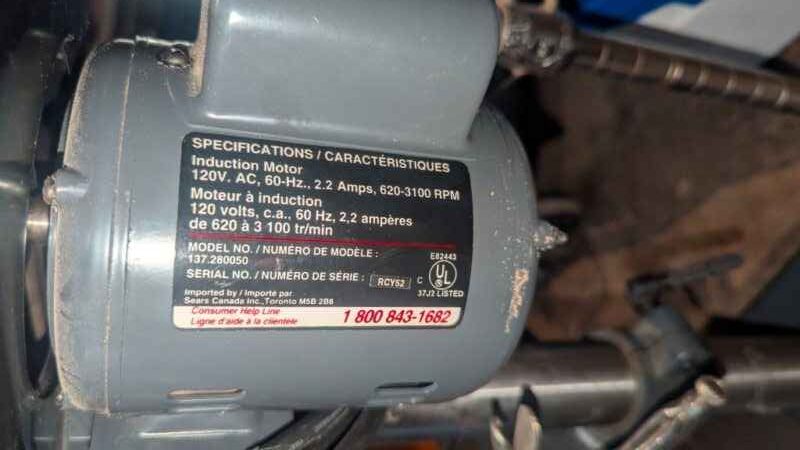 SPECIFICATIONS / CARACTÉRISTIQUES
Induction Motor
120V. AC, 60-Hz., 2.2 Amps, 620-3100 RPM
Moteur à induction
120 volts, c.a., 60 Hz, 2,2 ampères
de 620 à 3 100 tr/min
MODEL NO. / NUMÉRO DE MODÈLE :
137.280050
E82443
SERIAL NO. / NUMÉRO DE SÉRIE : RCY52
C UL
37J2 LISTED
Imported by / Importé par:
Sears Canada Inc., Toronto M5B 2B8
Consumer Help Line
Ligne d'aide à la clientèle
1 800 843-1682